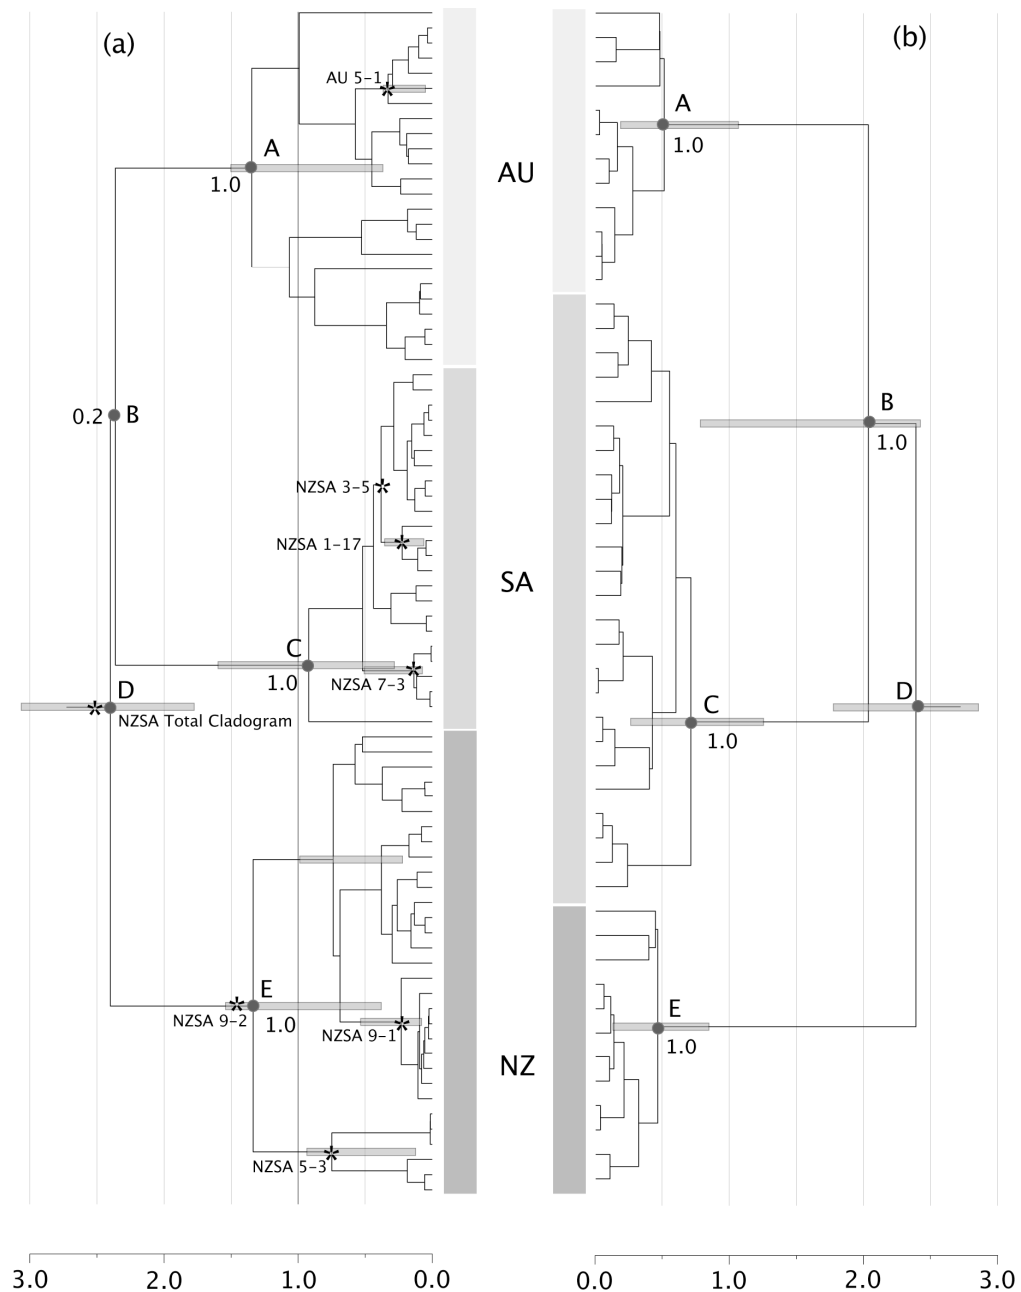 (a)
(b)
AU 5-1
A
A
1.0
1.0
AU
B
0.2
B
1.0
NZSA 3-5
NZSA 1-17
SA
C
1.0
NZSA 7-3
D
NZSA Total Cladogram
D
C
1.0
E
1.0
NZSA 9-2
NZSA 9-1
E
1.0
NZ
NZSA 5-3
3.0 2.0 1.0 0.0
0.0 1.0 2.0 3.0